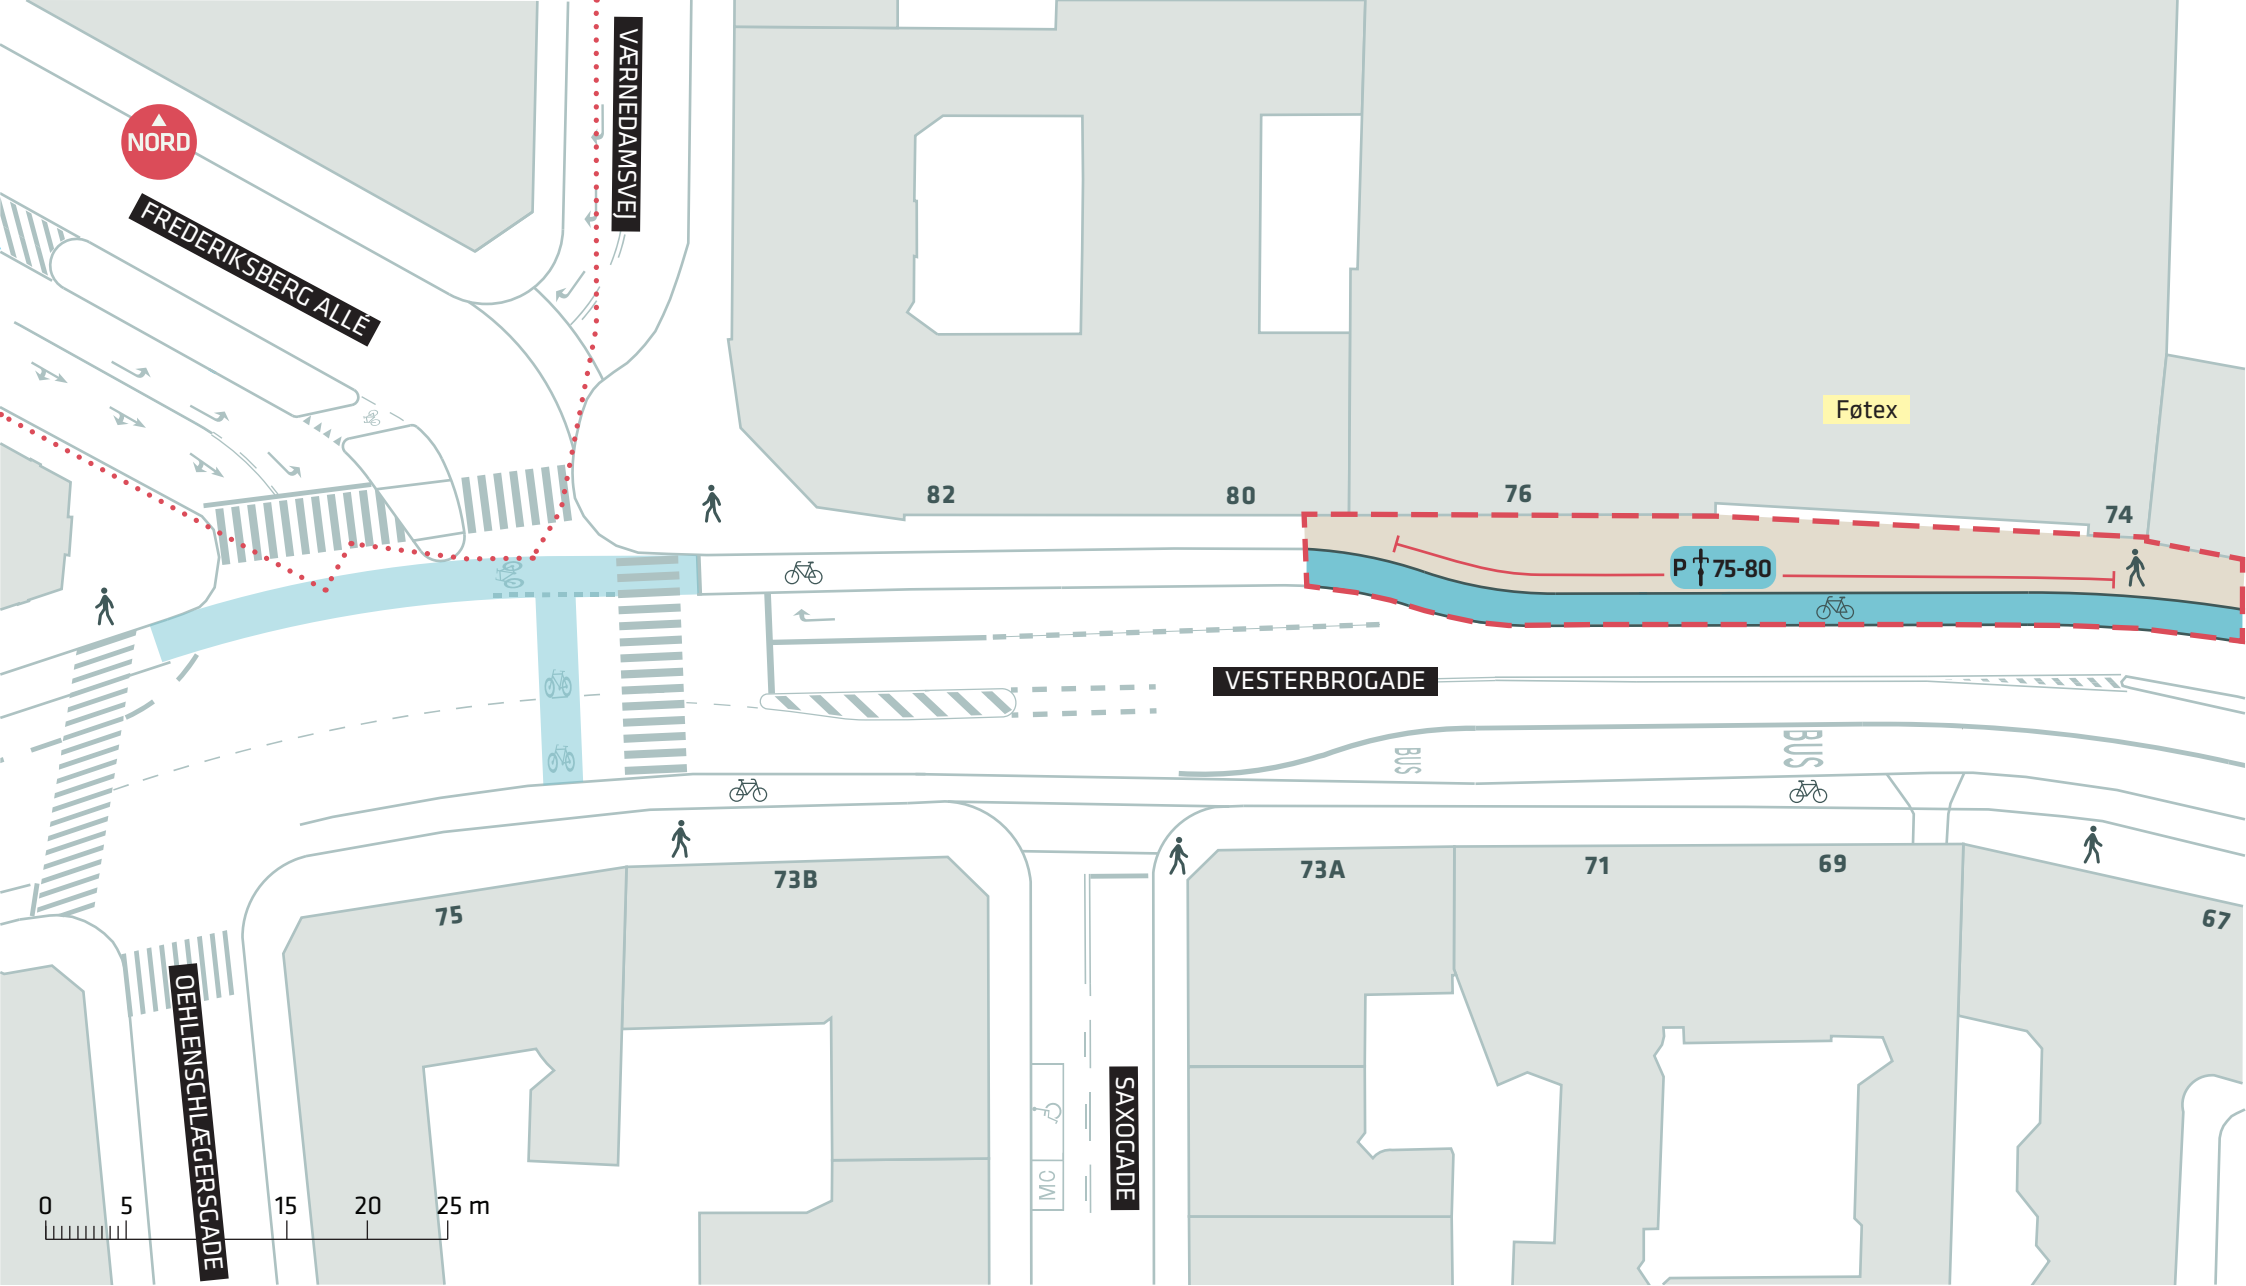 VÆRNEDAMSVEJ
NORD
FREDERIKSBERG ALLÉ
Føtex
82
80
76
74
P 75-80
VESTERBROGADE
BUS
BUS
73B
73A
71
69
75
67
OEHLENSCHLÆGERSGADE
SAXOGADE
MC
0 5 15 20 25 m